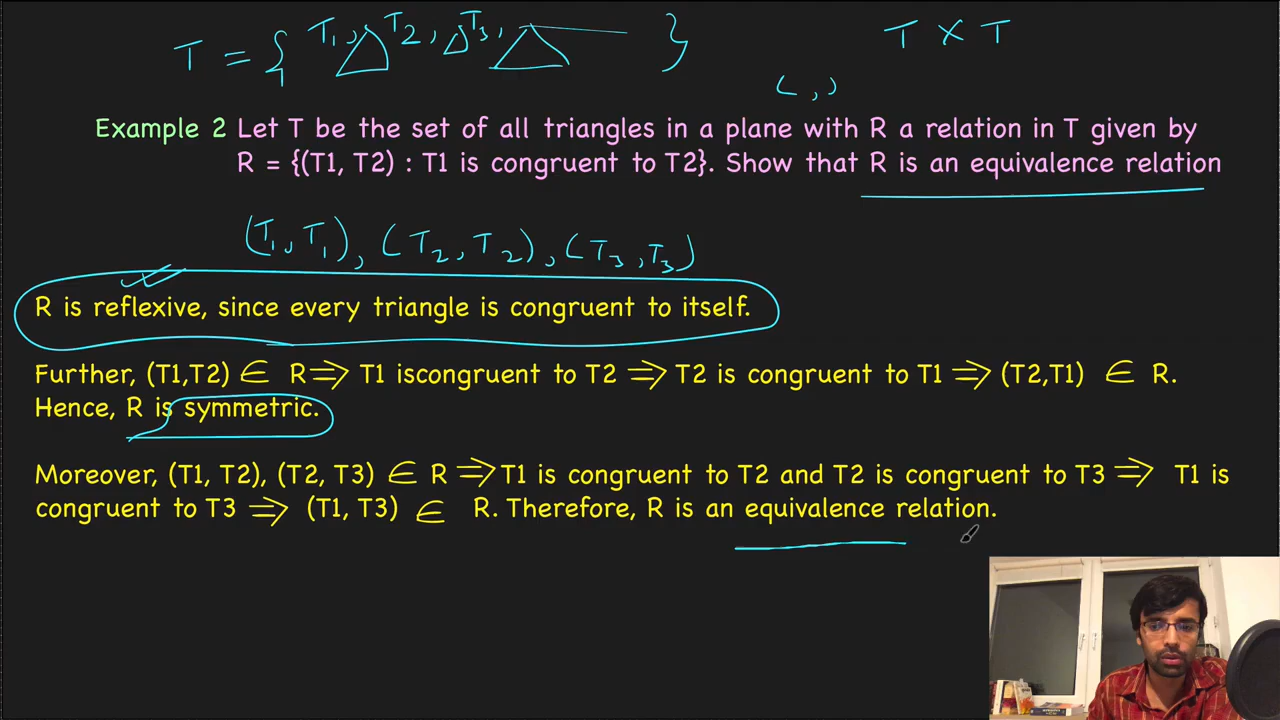 T = { T1, T2, T3, }
T × T
( , )
Example 2 Let T be the set of all triangles in a plane with R a relation in T given by
R = {(T1, T2) : T1 is congruent to T2}. Show that R is an equivalence relation
(T1, T1), (T2, T2), (T3, T3)
R is reflexive, since every triangle is congruent to itself.
Further, (T1,T2) ∈ R⇒ T1 iscongruent to T2 ⇒ T2 is congruent to T1 ⇒ (T2,T1) ∈ R.
Hence, R is symmetric.
Moreover, (T1, T2), (T2, T3) ∈ R ⇒ T1 is congruent to T2 and T2 is congruent to T3 ⇒ T1 is
congruent to T3 ⇒ (T1, T3) ∈ R. Therefore, R is an equivalence relation.